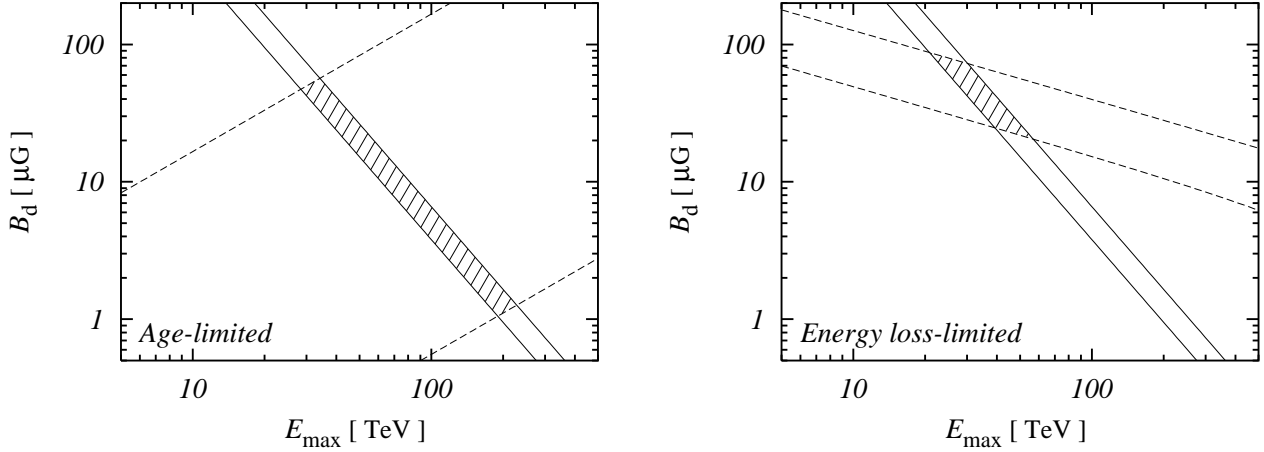 100
10
1
B_d [ μG ]
Age-limited
10 100
E_max [ TeV ]
100
10
1
B_d [ μG ]
Energy loss-limited
10 100
E_max [ TeV ]